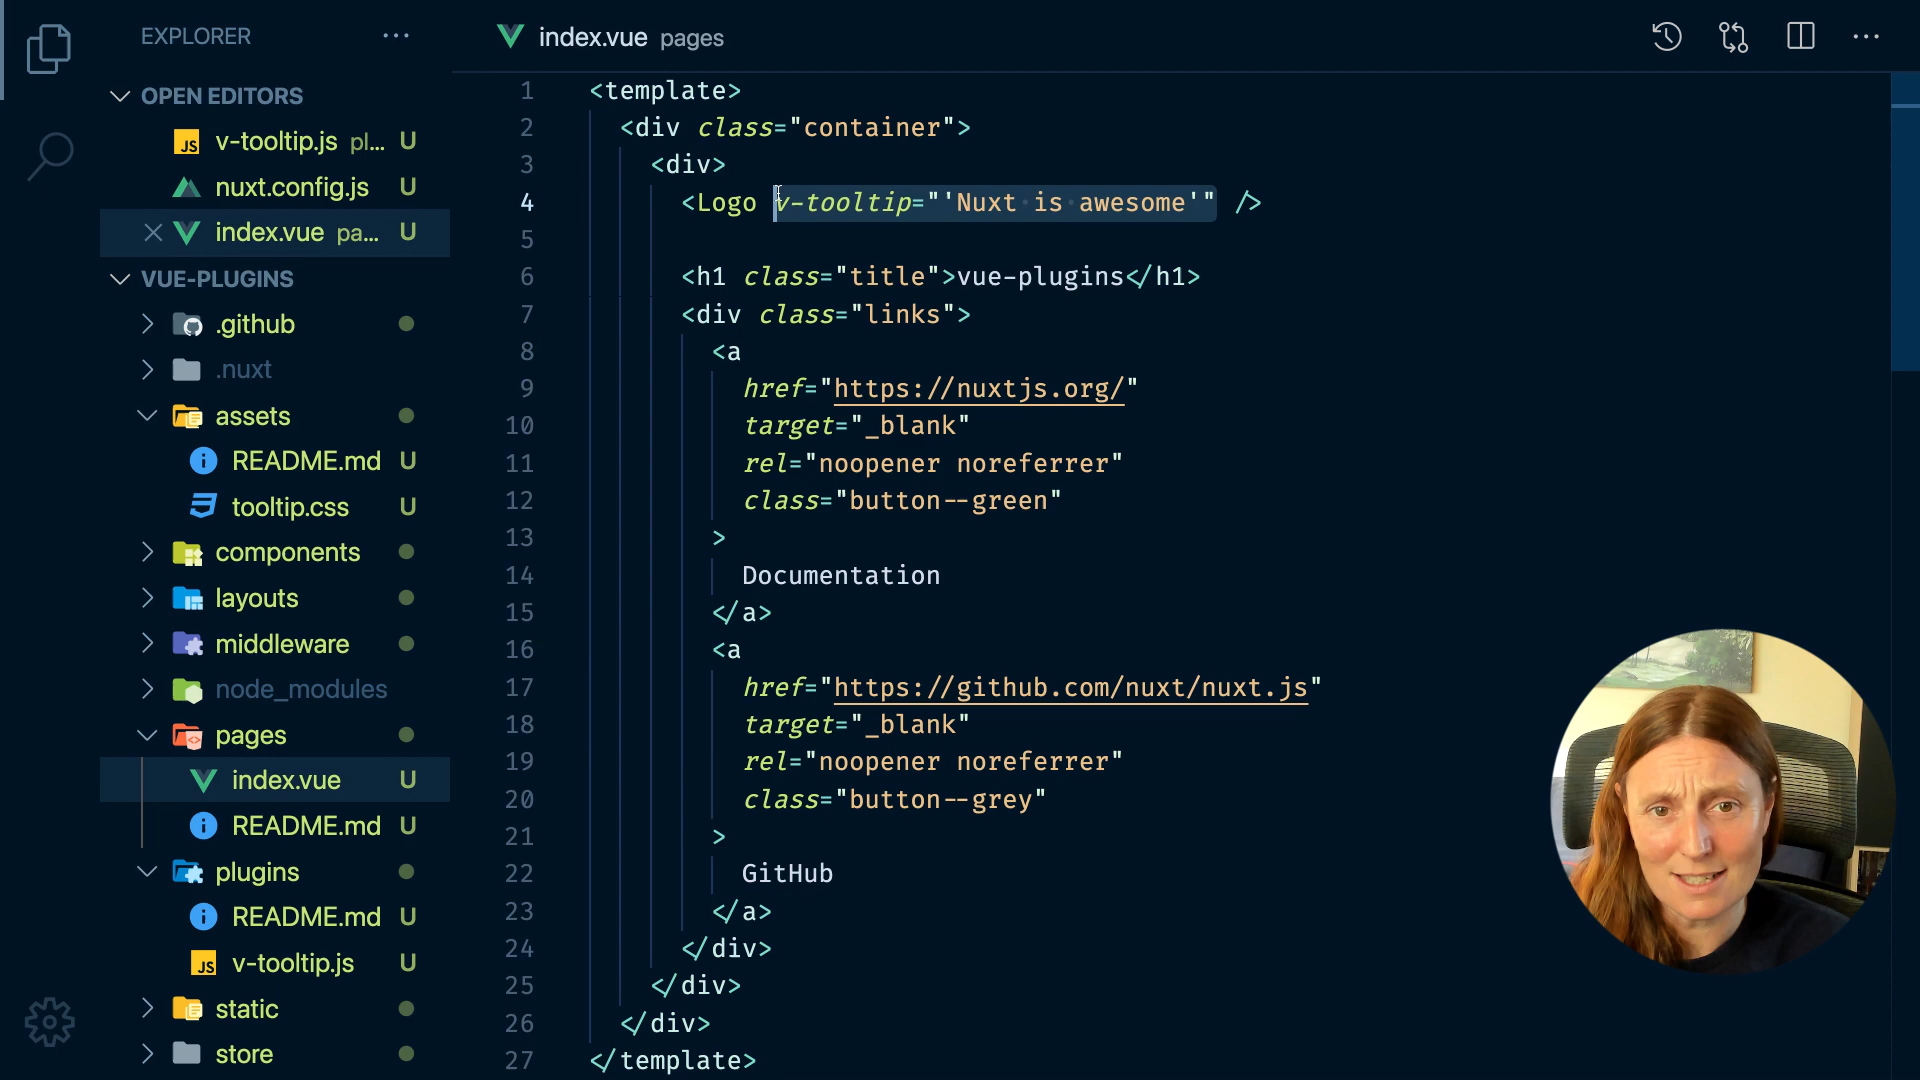 EXPLORER
OPEN EDITORS
JS v-tooltip.js pl... U
nuxt.config.js U
index.vue pa... U
VUE-PLUGINS
.github
.nuxt
assets
README.md U
tooltip.css U
components
layouts
middleware
node_modules
pages
index.vue U
README.md U
plugins
README.md U
JS v-tooltip.js U
static
store
index.vue pages
1 <template>
2 <div class="container">
3 <div>
4 <Logo v-tooltip="'Nuxt is awesome'" />
5
6 <h1 class="title">vue-plugins</h1>
7 <div class="links">
8 <a
9 href="https://nuxtjs.org/"
10 target="_blank"
11 rel="noopener noreferrer"
12 class="button--green"
13 >
14 Documentation
15 </a>
16 <a
17 href="https://github.com/nuxt/nuxt.js"
18 target="_blank"
19 rel="noopener noreferrer"
20 class="button--grey"
21 >
22 GitHub
23 </a>
24 </div>
25 </div>
26 </div>
27 </template>